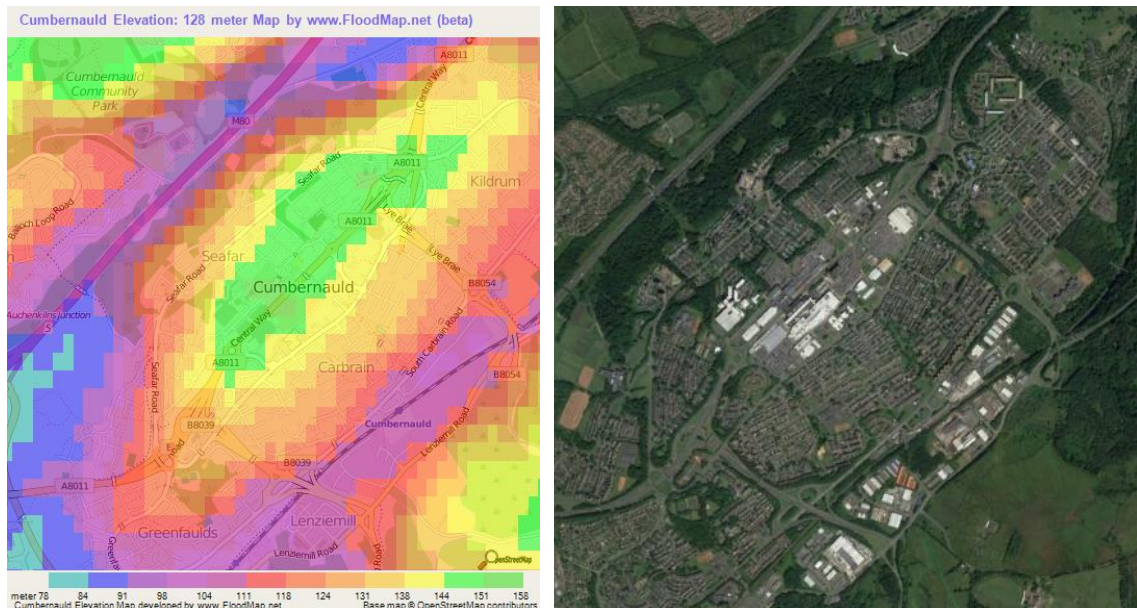 Cumbernauld Elevation: 128 meter Map by www.FloodMap.net (beta)
A8011
Cumbernauld
Community
Park
Central Way
M80
Seafar Road
A8011
Kildrum
Balloch Loop Road
A8011
Lye Brae
Seafar
Lye Brae
Seafar Road
Cumbernauld
B8054
Auchenkilns Junction
5
Central Way
South Carbrain Road
A8011
Carbrain
B8054
Seafar Road
Cumbernauld
B8039
Lenziemill Road
B8039
A8011
Greenfaulds
Lenziemill
Lenziemill Road
OpenStreetMap
meter 78 84 91 98 104 111 118 124 131 138 144 151 158
Cumbernauld Elevation Map developed by www.FloodMap.net
Base map © OpenStreetMap contributors